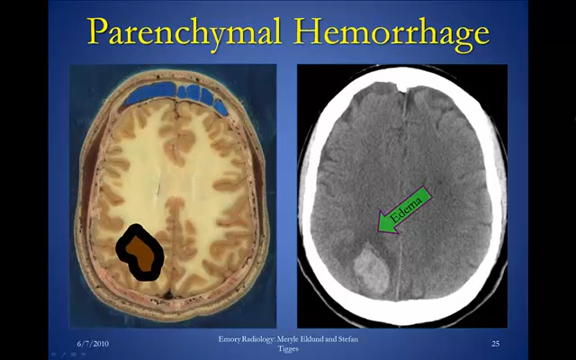 Parenchymal Hemorrhage
Edema
6/7/2010
Emory Radiology: Meryle Eklund and Stefan
Tigges
25